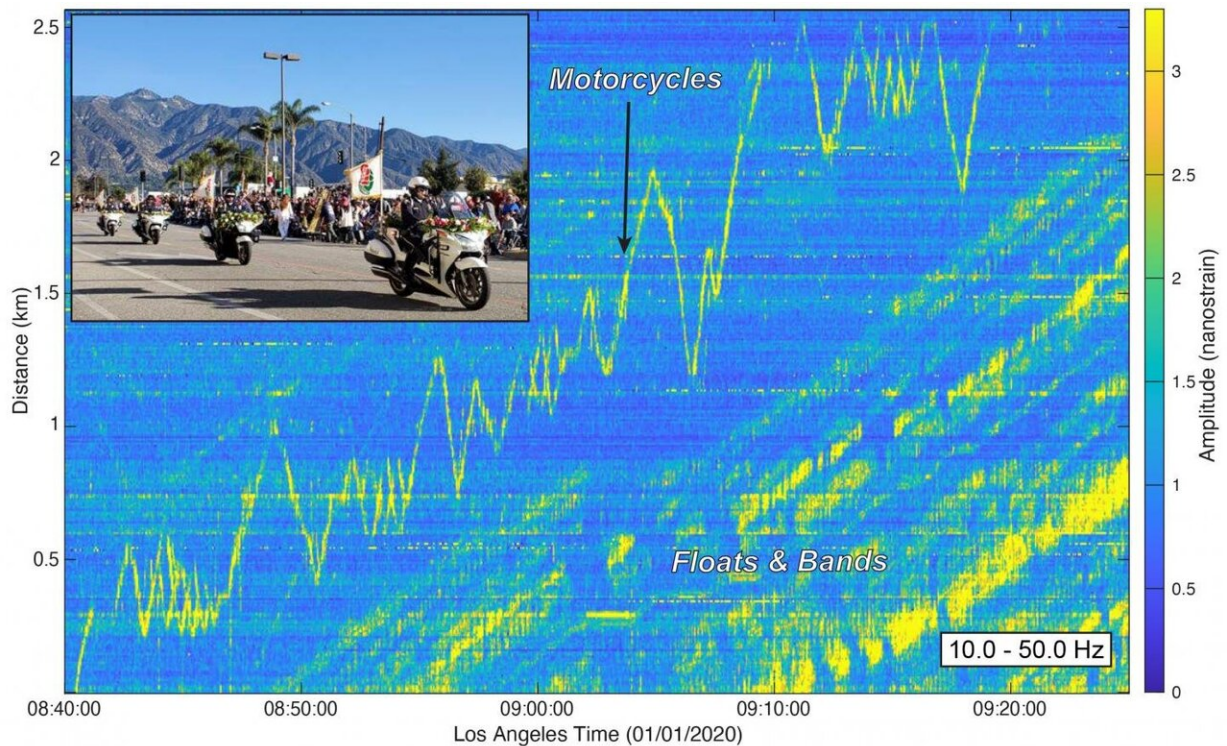 2.5
2
1.5
1
0.5
0
Distance (km)
Motorcycles
Floats & Bands
10.0 - 50.0 Hz
08:40:00 08:50:00 09:00:00 09:10:00 09:20:00
Los Angeles Time (01/01/2020)
3
2.5
2
1.5
1
0.5
0
Amplitude (nanostrain)